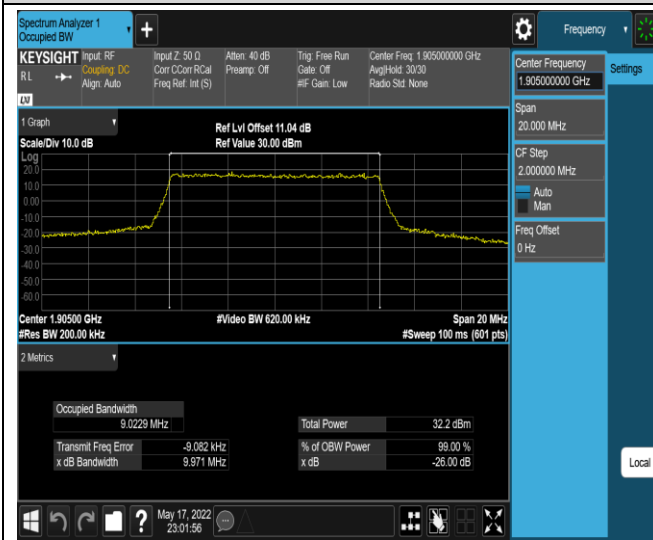 Spectrum Analyzer 1
Occupied BW
+
Frequency
KEYSIGHT
R L
LXI
Input: RF
Coupling: DC
Align: Auto
Input Z: 50 Ω
Corr CCorr RCal
Freq Ref: Int (S)
Atten: 40 dB
Preamp: Off
Trig: Free Run
Gate: Off
#IF Gain: Low
Center Freq: 1.905000000 GHz
Avg|Hold: 30/30
Radio Std: None
Center Frequency
1.905000000 GHz
Settings
Span
20.000 MHz
CF Step
2.000000 MHz
Auto
Man
Freq Offset
0 Hz
Local
1 Graph
Scale/Div 10.0 dB
Ref Lvl Offset 11.04 dB
Ref Value 30.00 dBm
Log
20.0
10.0
0.00
-10.0
-20.0
-30.0
-40.0
-50.0
-60.0
Center 1.90500 GHz
#Video BW 620.00 kHz
Span 20 MHz
#Res BW 200.00 kHz
#Sweep 100 ms (601 pts)
2 Metrics
Occupied Bandwidth
9.0229 MHz
Total Power 32.2 dBm
Transmit Freq Error -9.082 kHz
% of OBW Power 99.00 %
x dB Bandwidth 9.971 MHz
x dB -26.00 dB
?
May 17, 2022
23:01:56